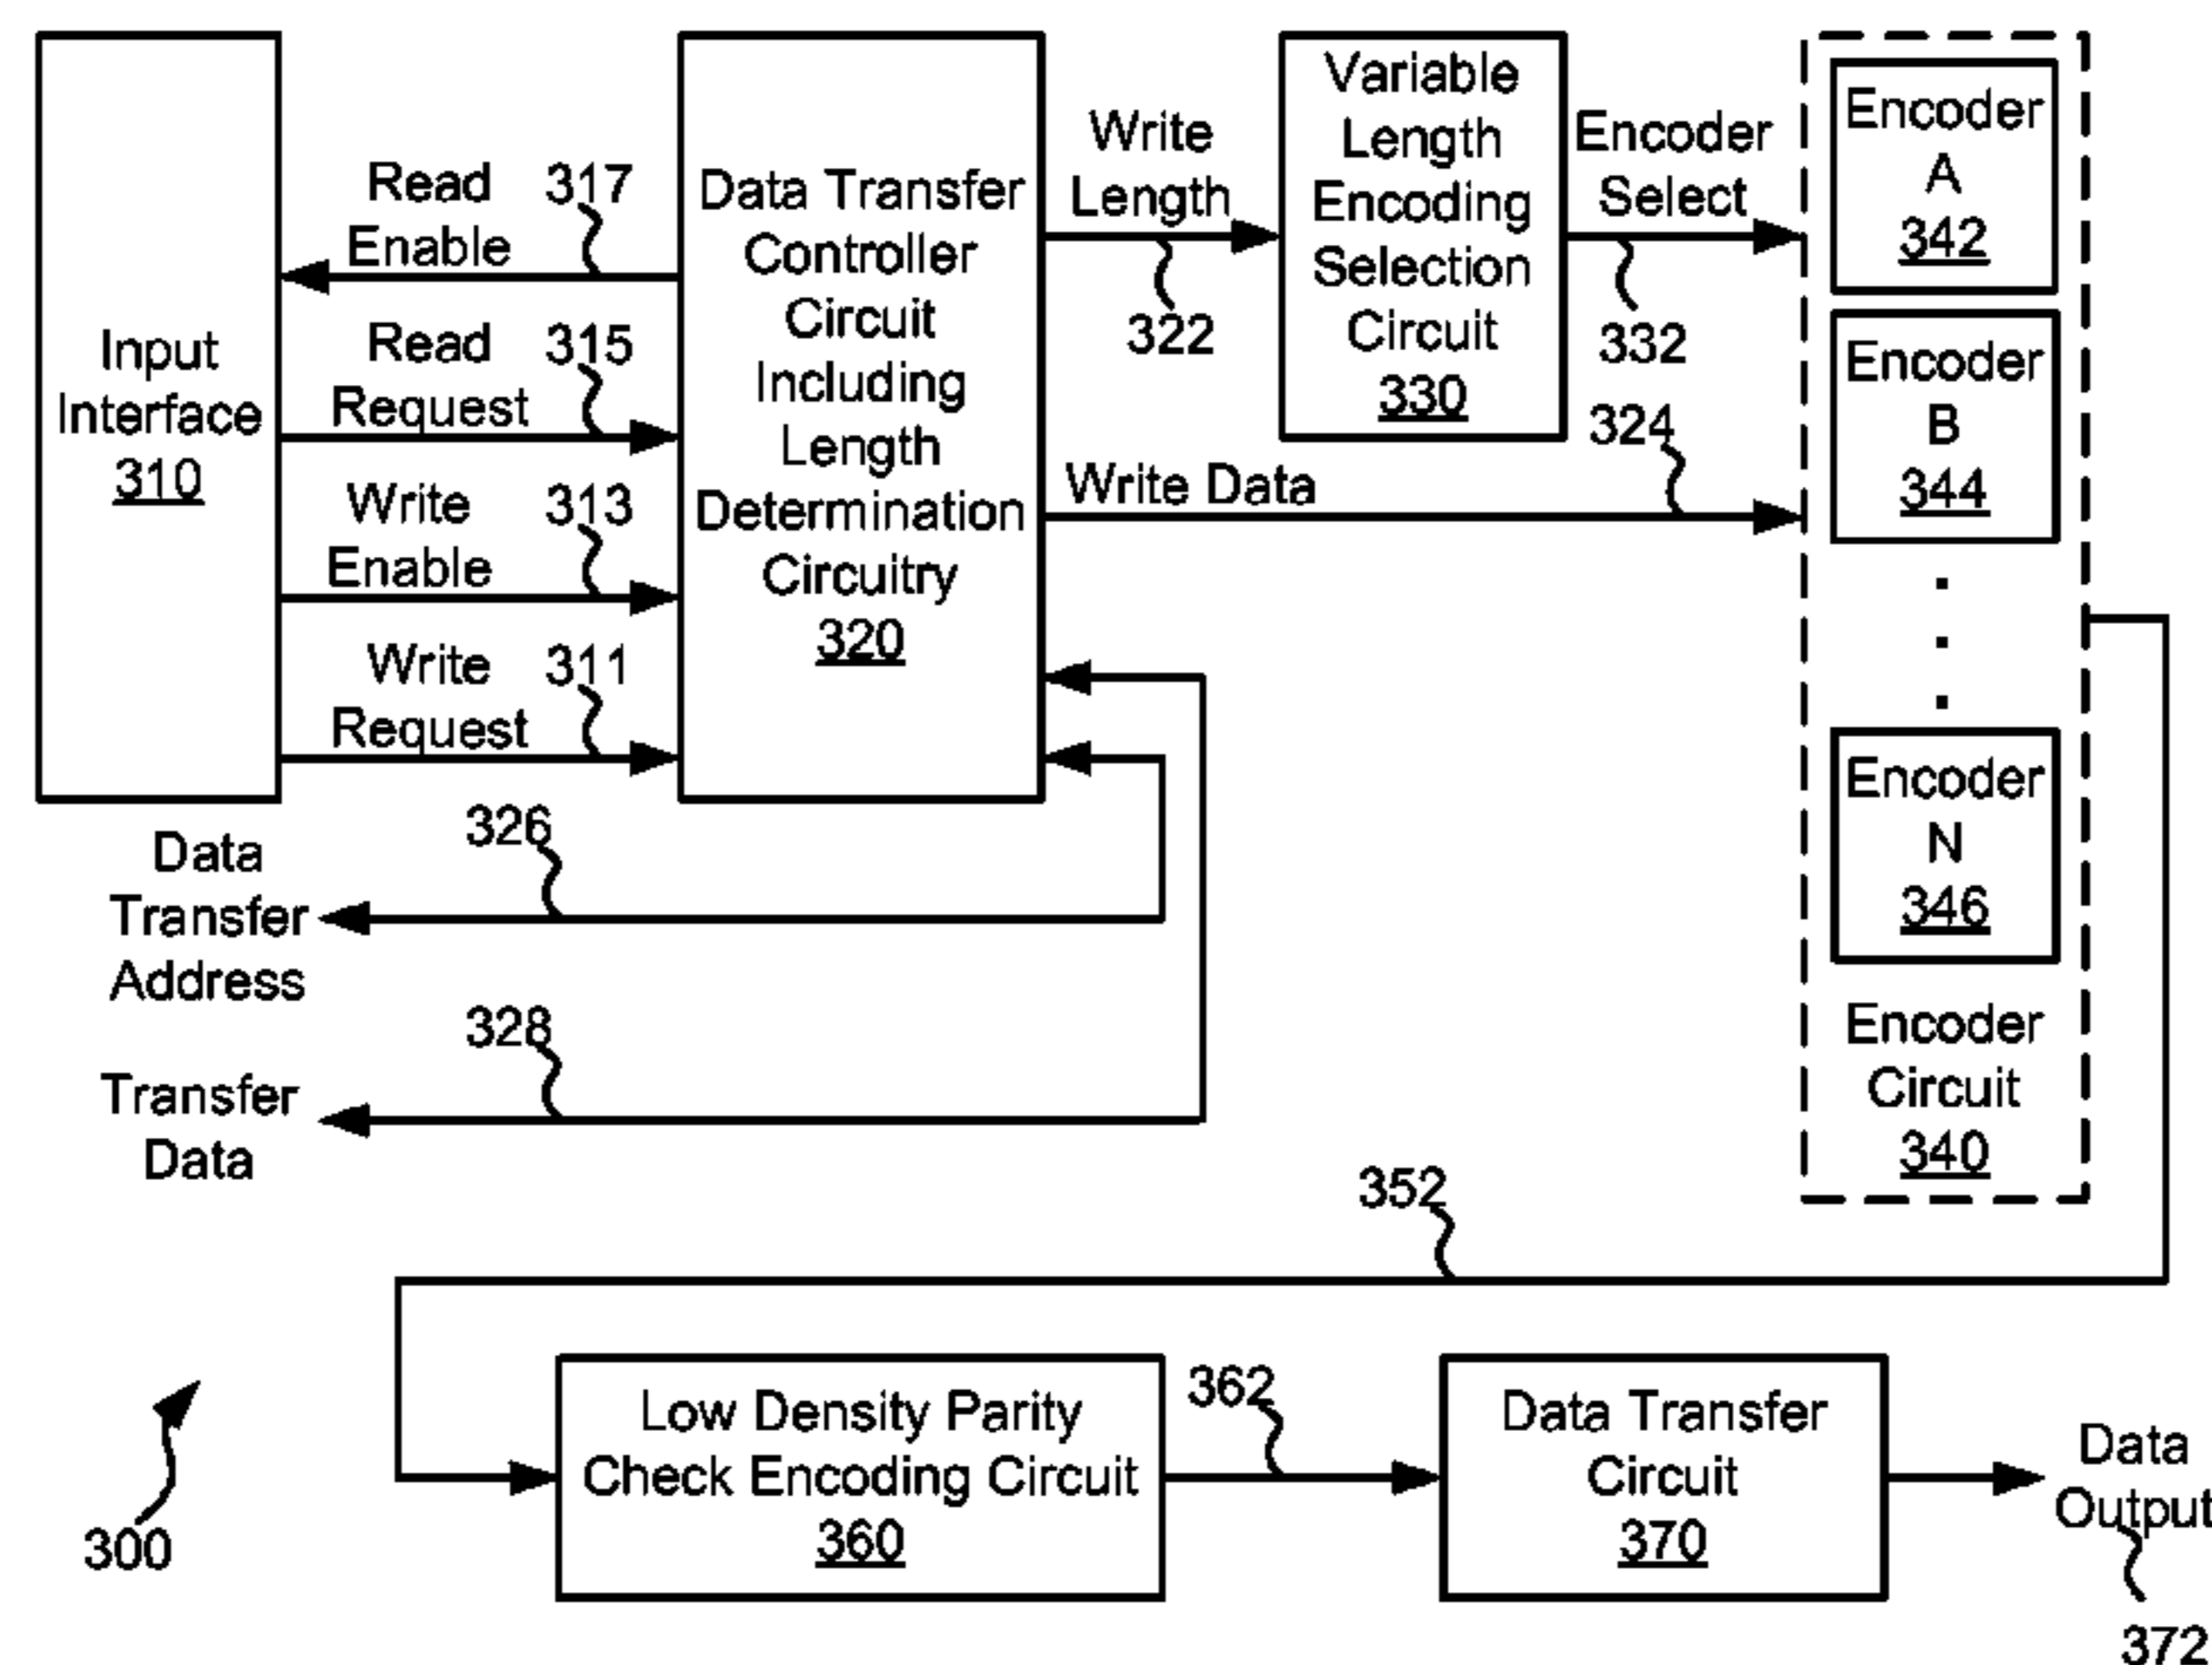 Input
Interface
310
Read
Enable
317
Read
Request
315
Write
Enable
313
Write
Request
311
Data Transfer
Controller
Circuit
Including
Length
Determination
Circuitry
320
Write
Length
322
Variable
Length
Encoding
Selection
Circuit
330
Encoder
Select
332
Write Data
324
Encoder
A
342
Encoder
B
344
Encoder
N
346
Encoder
Circuit
340
Data
Transfer
Address
326
Transfer
Data
328
352
Low Density Parity
Check Encoding Circuit
360
362
Data Transfer
Circuit
370
Data
Output
372
300